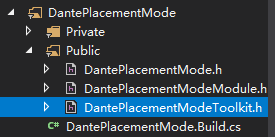 DantePlacementMode
Private
Public
DantePlacementMode.h
DantePlacementModeModule.h
DantePlacementModeToolkit.h
DantePlacementMode.Build.cs